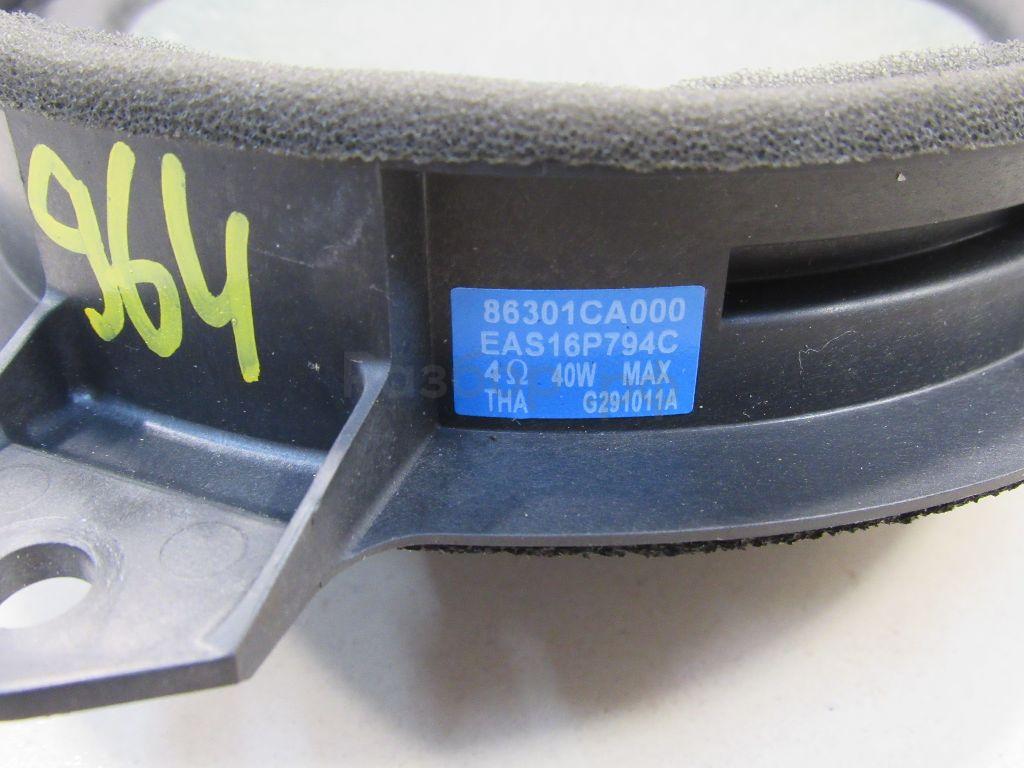 964
86301CA000
EAS16P794C
4Ω 40W MAX
THA G291011A